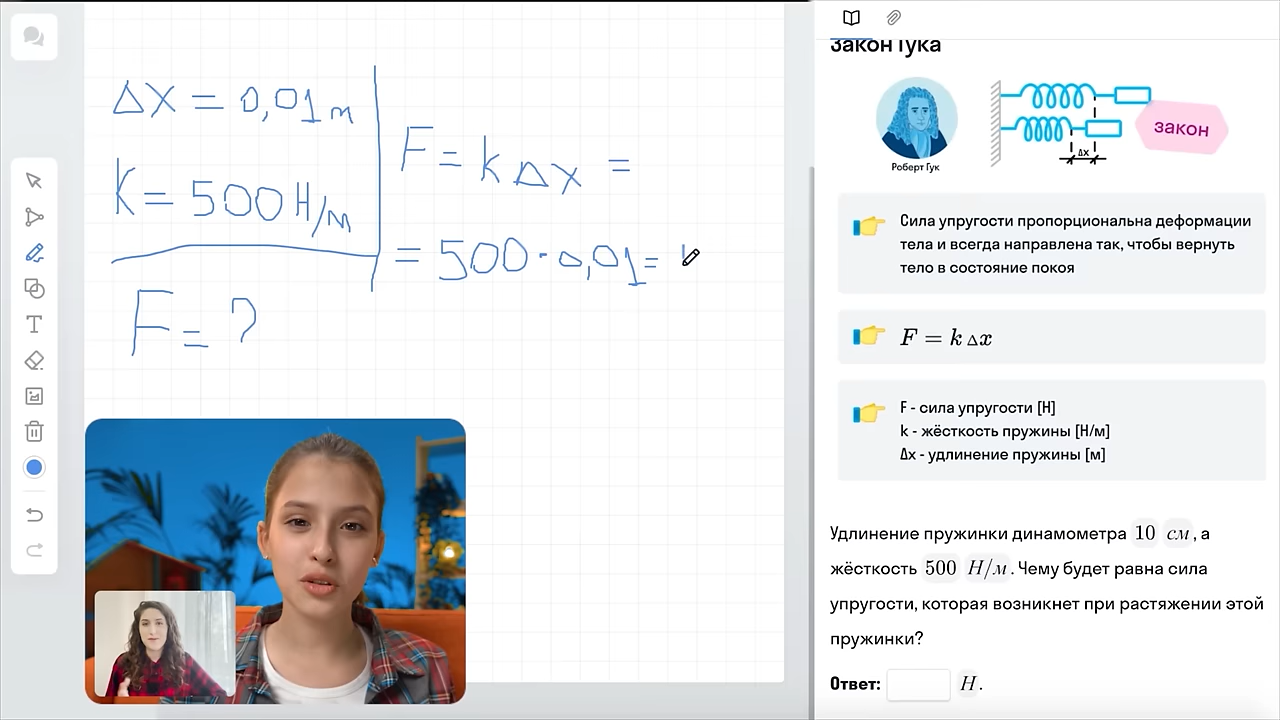 Δx = 0,01 м
k = 500 Н/м
F = ?
F = k Δx =
= 500 · 0,01 =
Закон Гука
Роберт Гук
Δx
закон
Сила упругости пропорциональна деформации
тела и всегда направлена так, чтобы вернуть
тело в состояние покоя
F = k Δx
F - сила упругости [Н]
k - жёсткость пружины [Н/м]
Δx - удлинение пружины [м]
Удлинение пружинки динамометра 10 см, а
жёсткость 500 Н/м. Чему будет равна сила
упругости, которая возникнет при растяжении этой
пружинки?
Ответ: Н.